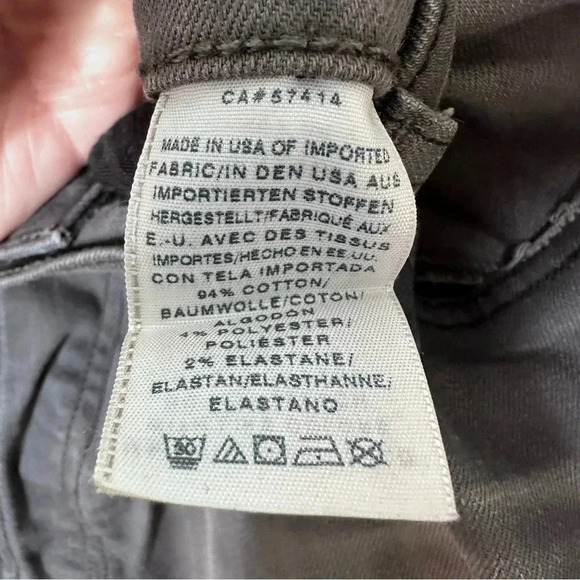 CA#57414
MADE IN USA OF IMPORTED
FABRIC/IN DEN USA AUS
IMPORTIERTEN STOFFEN
HERGESTELLT/FABRIQUÉ AUX
E.-U. AVEC DES TISSUS
IMPORTES/HECHO EN EE.UU.
CON TELA IMPORTADA
94% COTTON/
BAUMWOLLE/COTON/
ALGODÓN
4% POLYESTER/
POLIÉSTER
2% ELASTANE/
ELASTAN/ELASTHANNE/
ELASTANO
30